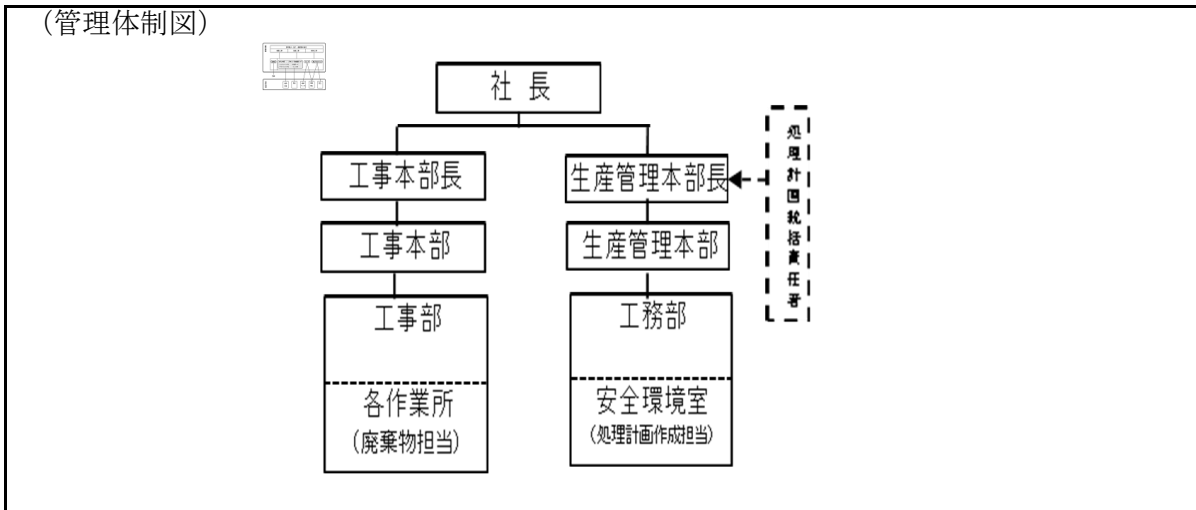 （管理体制図）
社 長
工事本部長
生産管理本部長
工事本部
生産管理本部
工事部
工務部
各作業所
（廃棄物担当）
安全環境室
（処理計画作成担当）
処理計画統括責任者